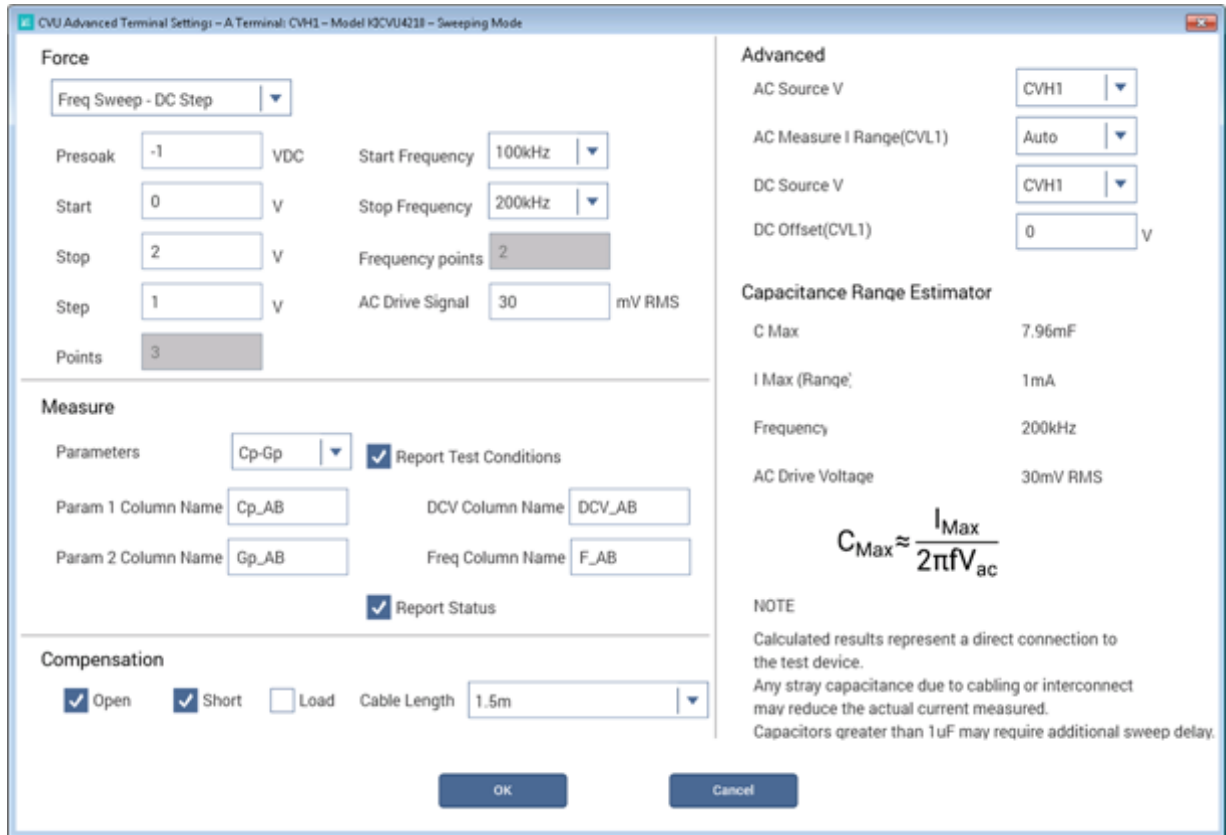 CVU Advanced Terminal Settings – A Terminal: CVH1 – Model KICVU4210 – Sweeping Mode
Force
Freq Sweep - DC Step
Presoak -1 VDC Start Frequency 100kHz
Start 0 V Stop Frequency 200kHz
Stop 2 V Frequency points 2
Step 1 V AC Drive Signal 30 mV RMS
Points 3
Measure
Parameters Cp-Gp Report Test Conditions
Param 1 Column Name Cp_AB DCV Column Name DCV_AB
Param 2 Column Name Gp_AB Freq Column Name F_AB
Report Status
Compensation
Open Short Load Cable Length 1.5m
Advanced
AC Source V CVH1
AC Measure I Range(CVL1) Auto
DC Source V CVH1
DC Offset(CVL1) 0 V
Capacitance Range Estimator
C Max 7.96mF
I Max (Range) 1mA
Frequency 200kHz
AC Drive Voltage 30mV RMS
C_Max ≈ I_Max / 2πfV_ac
NOTE
Calculated results represent a direct connection to
the test device.
Any stray capacitance due to cabling or interconnect
may reduce the actual current measured.
Capacitors greater than 1uF may require additional sweep delay.
OK Cancel